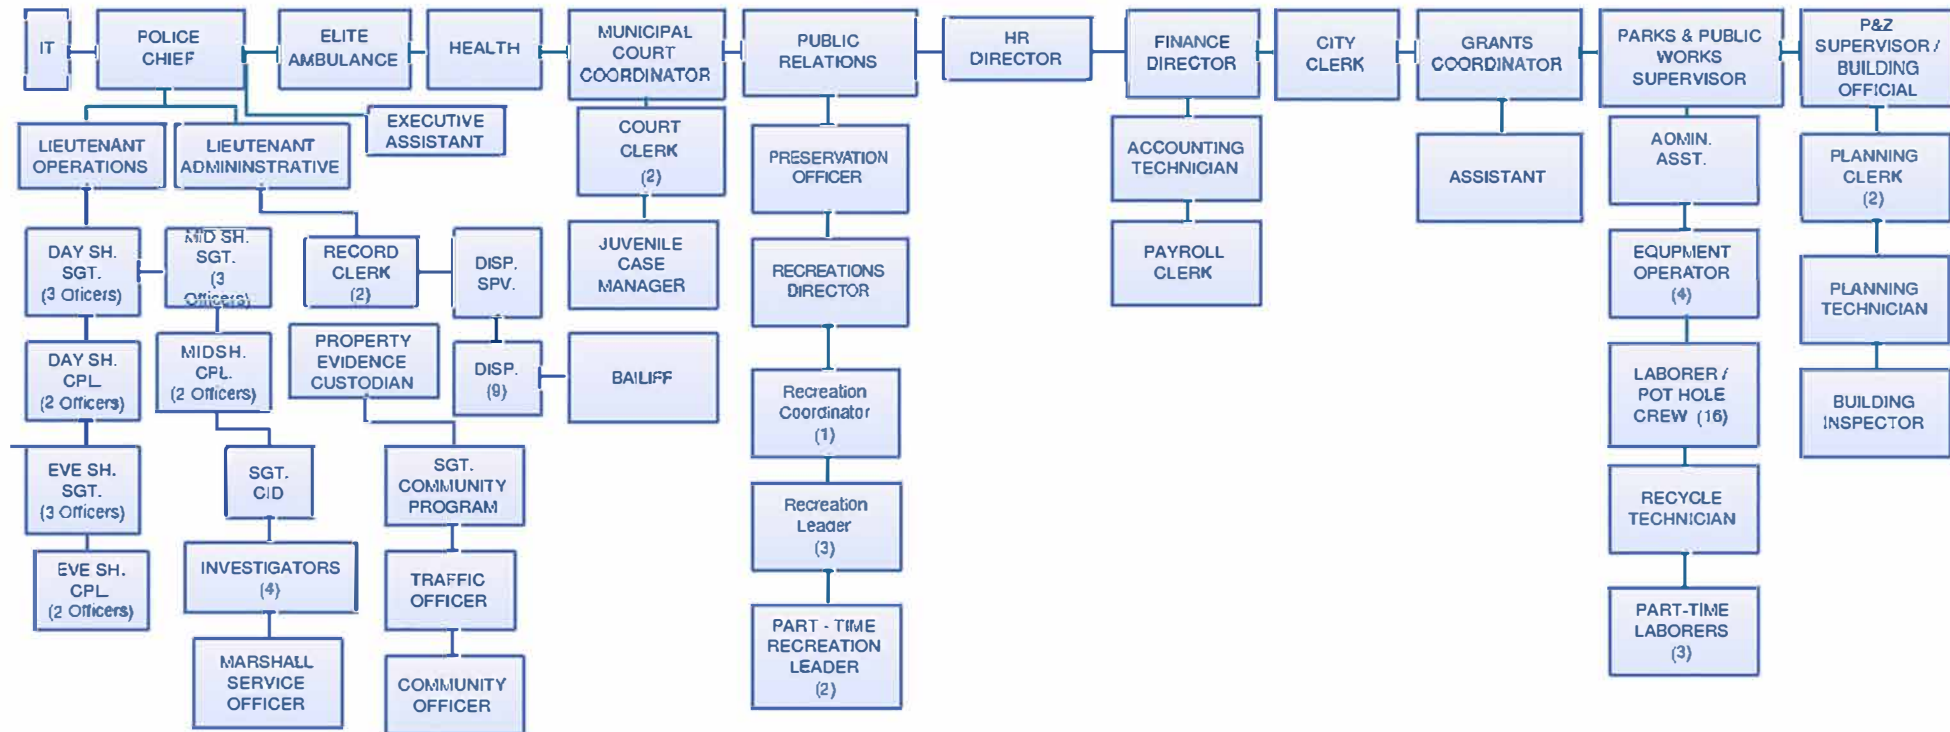 IT
POLICE
CHIEF
ELITE
AMBULANCE
HEALTH
MUNICIPAL
COURT
COORDINATOR
PUBLIC
RELATIONS
HR
DIRECTOR
FINANCE
DIRECTOR
CITY
CLERK
GRANTS
COORDINATOR
PARKS & PUBLIC
WORKS
SUPERVISOR
P&Z
SUPERVISOR /
BUILDING
OFFICIAL
LIEUTENANT
OPERATIONS
LIEUTENANT
ADMININSTRATIVE
EXECUTIVE
ASSISTANT
COURT
CLERK
(2)
PRESERVATION
OFFICER
ACCOUNTING
TECHNICIAN
ASSISTANT
AOMIN.
ASST.
PLANNING
CLERK
(2)
DAY SH.
SGT.
(3 Oficers)
MID SH.
SGT.
(3
Officers)
RECORD
CLERK
(2)
DISP.
SPV.
JUVENILE
CASE
MANAGER
RECREATIONS
DIRECTOR
PAYROLL
CLERK
EQUPMENT
OPERATOR
(4)
PLANNING
TECHNICIAN
DAY SH.
CPL.
(2 Officers)
MIDSH.
CPL.
(2 Officers)
PROPERTY
EVIDENCE
CUSTODIAN
DISP.
(9)
BAILIFF
Recreation
Coordinator
(1)
LABORER /
POT HOLE
CREW (16)
BUILDING
INSPECTOR
EVE SH.
SGT.
(3 Officers)
SGT.
CID
SGT.
COMMUNITY
PROGRAM
Recreation
Leader
(3)
RECYCLE
TECHNICIAN
EVE SH.
CPL.
(2 Officers)
INVESTIGATORS
(4)
TRAFFIC
OFFICER
PART - TIME
RECREATION
LEADER
(2)
PART-TIME
LABORERS
(3)
MARSHALL
SERVICE
OFFICER
COMMUNITY
OFFICER